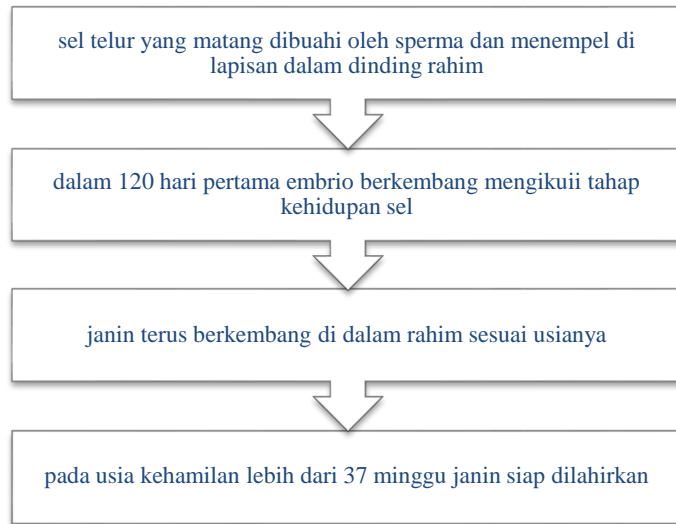 sel telur yang matang dibuahi oleh sperma dan menempel di
lapisan dalam dinding rahim
dalam 120 hari pertama embrio berkembang mengikuii tahap
kehidupan sel
janin terus berkembang di dalam rahim sesuai usianya
pada usia kehamilan lebih dari 37 minggu janin siap dilahirkan